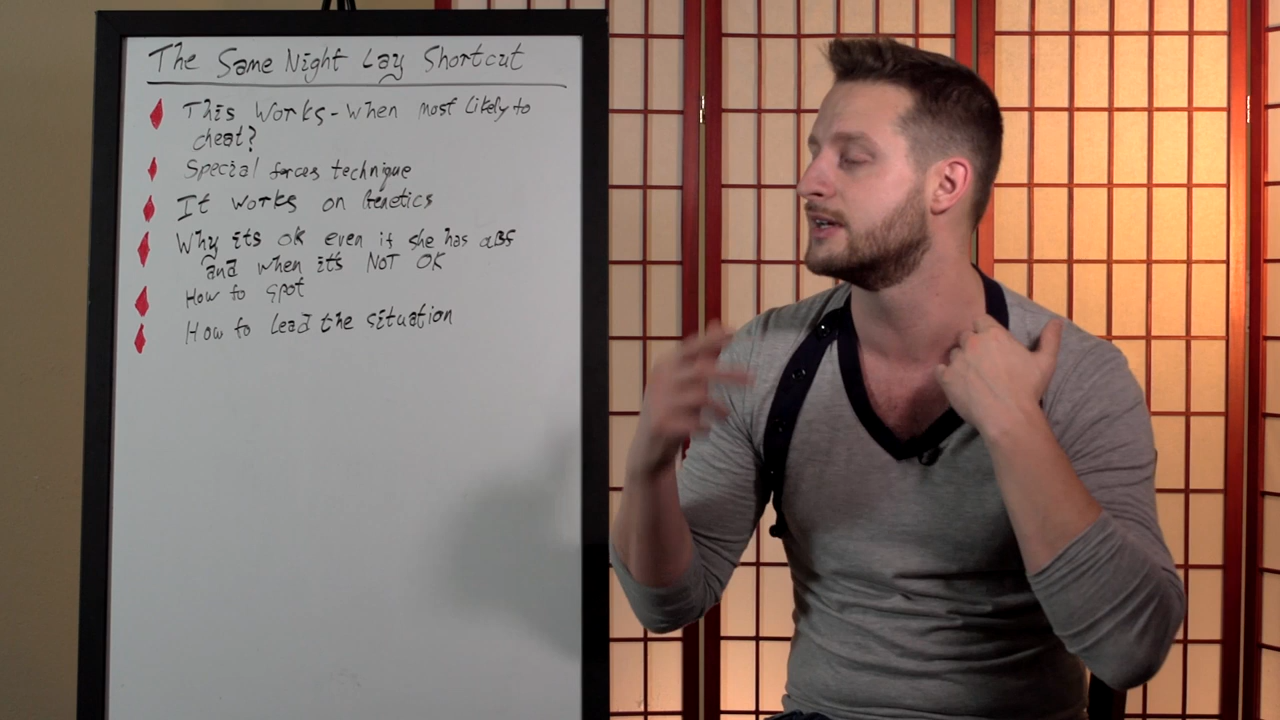 The Same Night Lay Shortcut
This Works - When most Likely to
cheat?
Special forces technique
It works on Genetics
Why its OK even if she has aBf
and when it's NOT OK
How to spot
How to Lead the situation